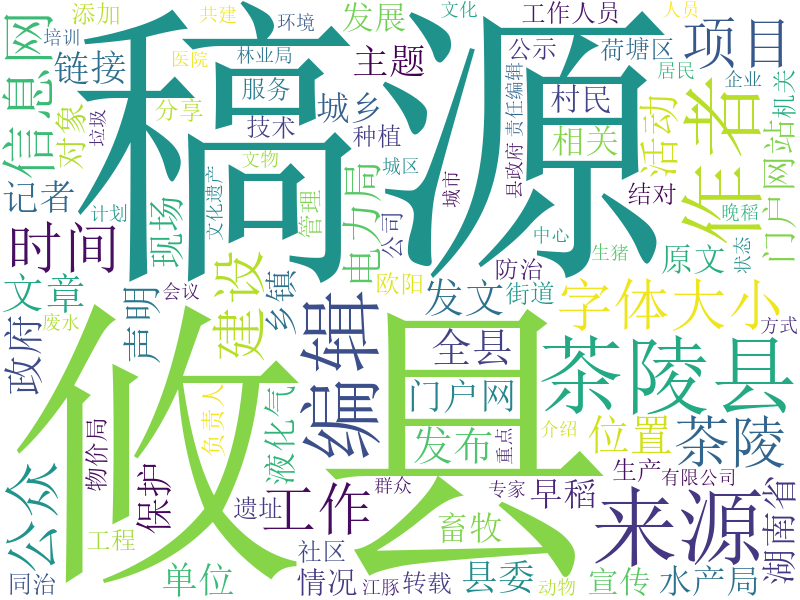 添加
共建
发展
文化
工作人员
人员
培训
环境
信息网
链接
医院
林业局
服务
主题
公示
荷塘区
项目
居民
企业
对象
垃圾
分享
城乡
技术
种植
村民
责任编辑
县政府
相关
活动
作者
网站
机关
稿源
记者
现场
文物
文化遗产
管理
电力局
公司
城区
城市
结对
门户
晚稻
时间
计划
中心
生猪
状态
文章
声明
建设
乡镇
欧阳
防治
发文
街道
原文
字体大小
政府
废水
会议
编辑
攸县
全县
茶陵县
方式
物价局
负责人
液化气
门户网
发布
重点
介绍
位置
茶陵
公众
保护
遗址
工作
群众
专家
早稻
生产
有限公司
来源
湖南省
工程
社区
畜牧
同治
单位
情况
江豚
转载
县委
动物
宣传
水产局